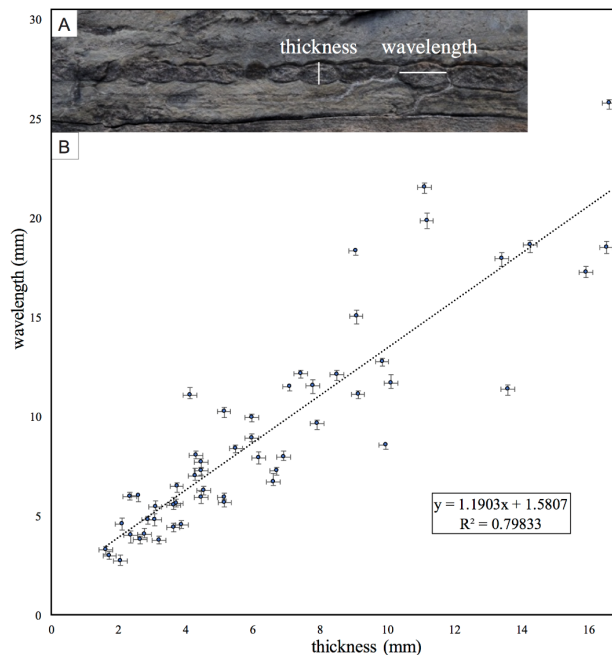 A
thickness
wavelength
B
30
25
20
15
10
5
0
wavelength (mm)
y = 1.1903x + 1.5807
R² = 0.79833
0 2 4 6 8 10 12 14 16
thickness (mm)